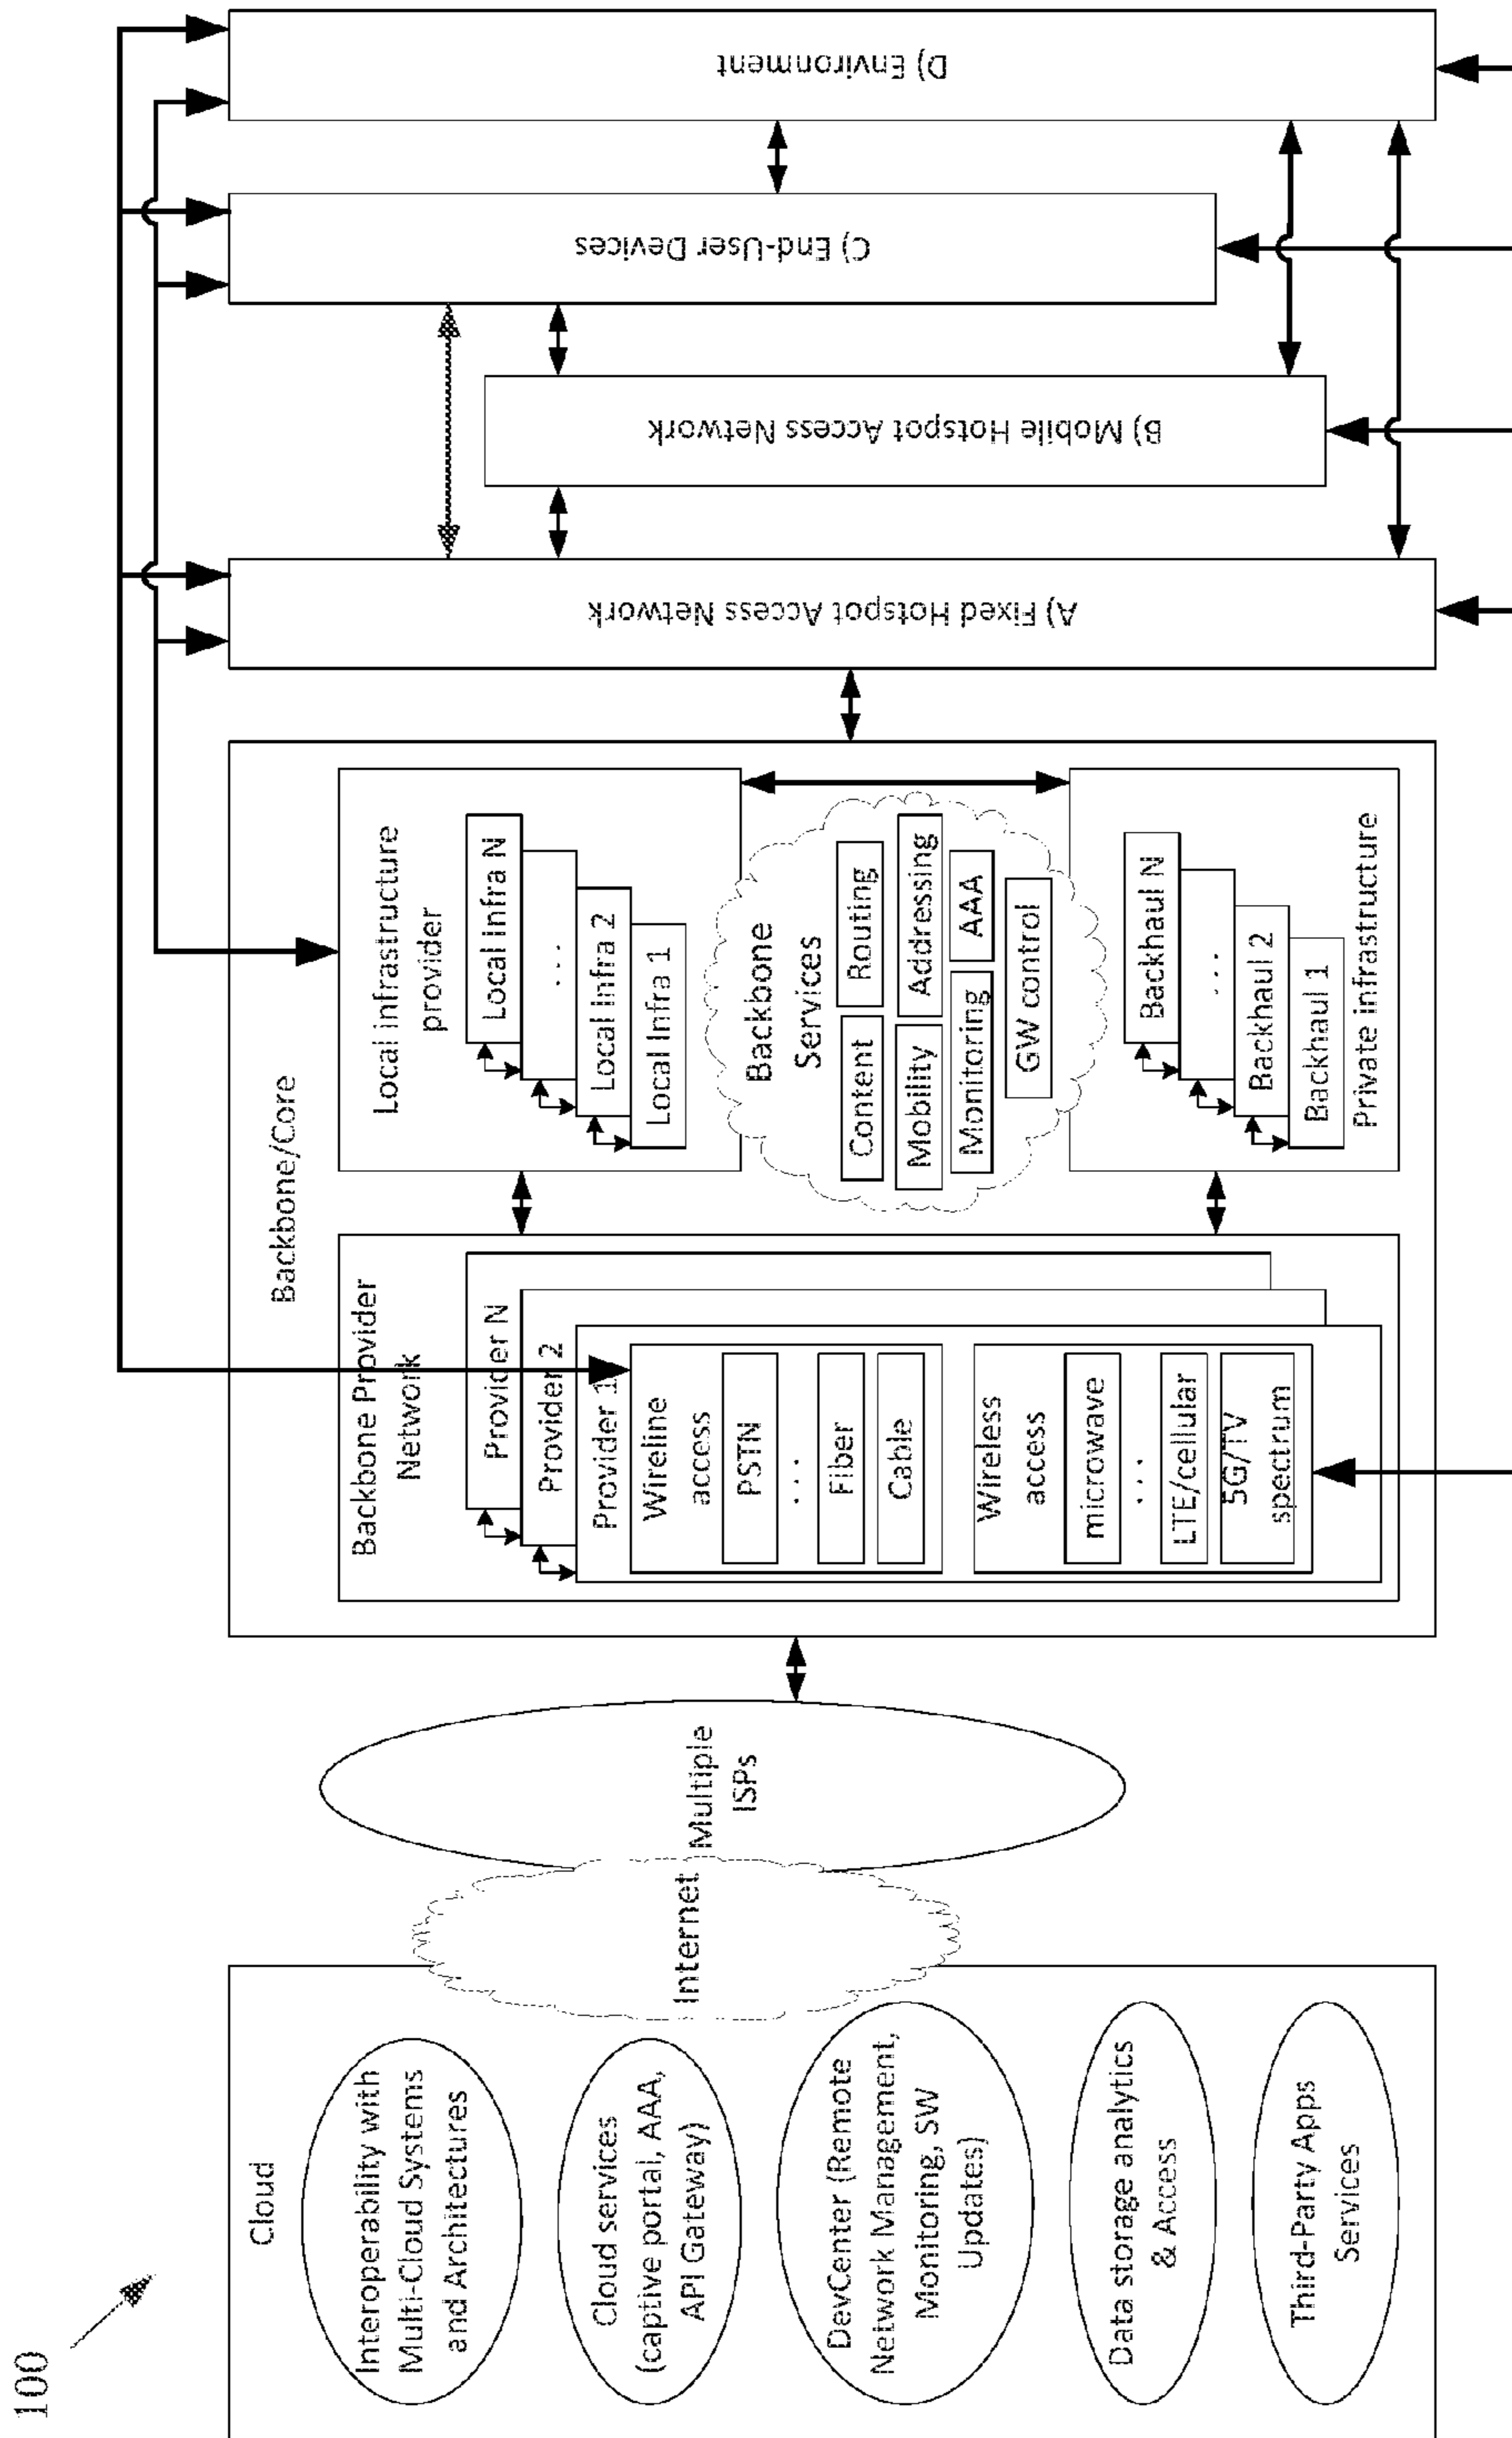 100
Cloud
Interoperability with
Multi-Cloud Systems
and Architectures
Cloud services
(captive portal, AAA,
API Gateway)
DevCenter (Remote
Network Management,
Monitoring, SW
Updates)
Data storage analytics
& Access
Third-Party Apps
Services
Internet
Multiple
ISPs
Backbone/Core
Backbone Provider
Network
Provider N
Provider 2
Provider 1
Wireline
access
PSTN
...
Fiber
Cable
Wireless
access
microwave
...
LTE/cellular
5G/TV
spectrum
Local infrastructure
provider
Local infra N
...
Local Infra 2
Local Infra 1
Backbone
Services
Content
Routing
Mobility
Addressing
Monitoring
AAA
GW control
Backhaul N
...
Backhaul 2
Backhaul 1
Private infrastructure
A) Fixed Hotspot Access Network
B) Mobile Hotspot Access Network
C) End-User Devices
D) Environment